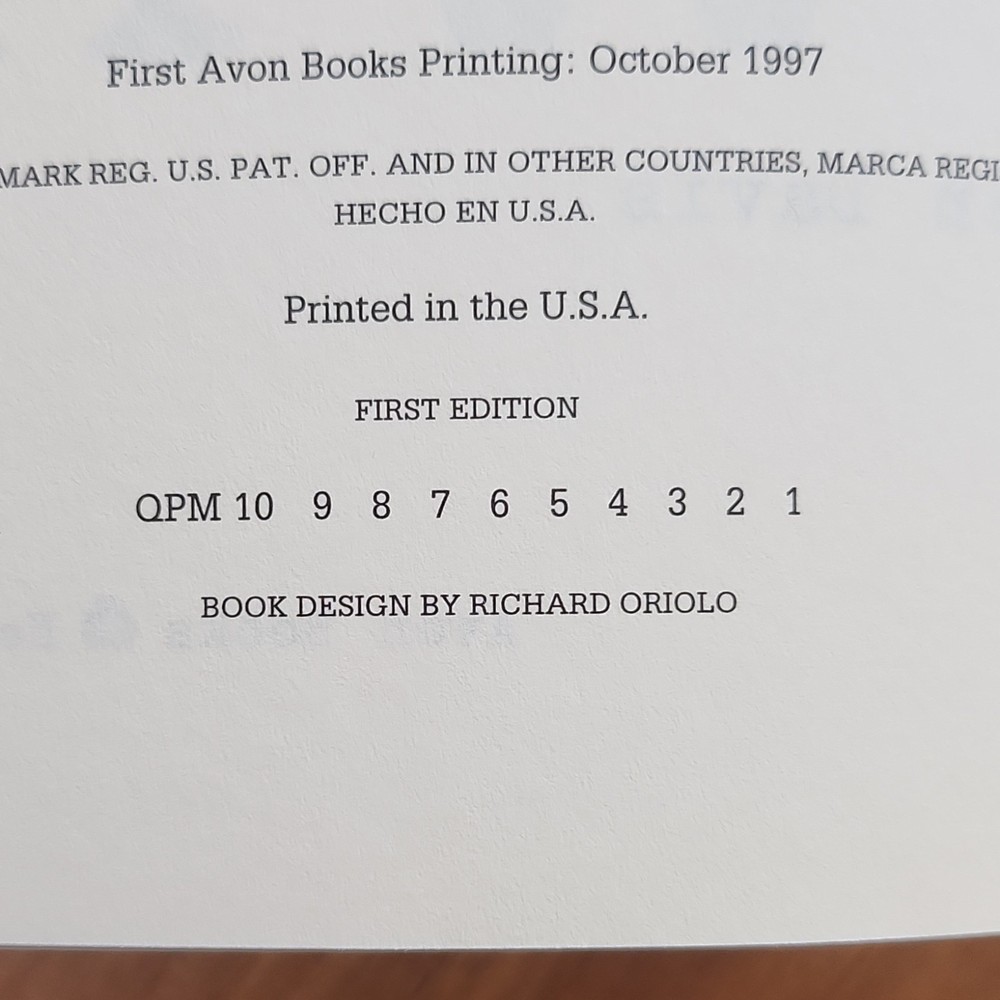 First Avon Books Printing: October 1997
MARK REG. U.S. PAT. OFF. AND IN OTHER COUNTRIES, MARCA REGI
HECHO EN U.S.A.
Printed in the U.S.A.
FIRST EDITION
QPM 10 9 8 7 6 5 4 3 2 1
BOOK DESIGN BY RICHARD ORIOLO